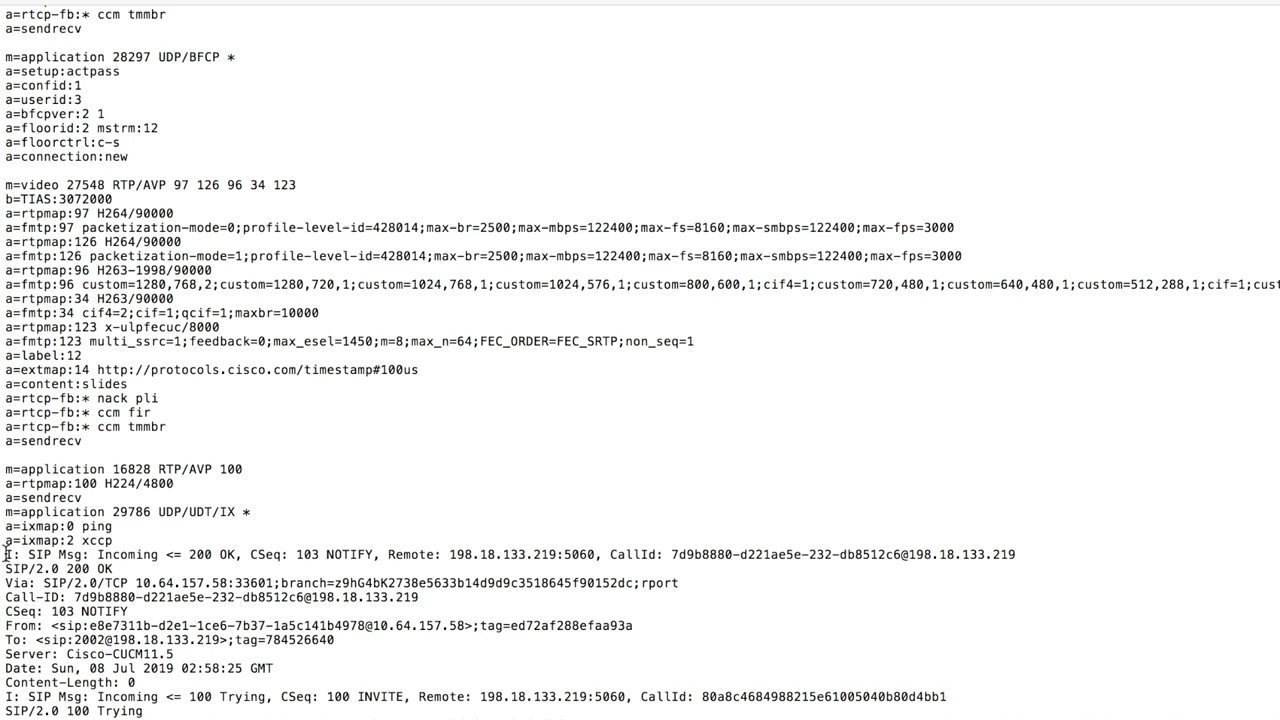 a=rtcp-fb:* ccm tmmbr
a=sendrecv
m=application 28297 UDP/BFCP *
a=setup:actpass
a=confid:1
a=userid:3
a=bfcpver:2 1
a=floorid:2 mstrm:12
a=floorctrl:c-s
a=connection:new
m=video 27548 RTP/AVP 97 126 96 34 123
b=TIAS:3072000
a=rtpmap:97 H264/90000
a=fmtp:97 packetization-mode=0;profile-level-id=428014;max-br=2500;max-mbps=122400;max-fs=8160;max-smbps=122400;max-fps=3000
a=rtpmap:126 H264/90000
a=fmtp:126 packetization-mode=1;profile-level-id=428014;max-br=2500;max-mbps=122400;max-fs=8160;max-smbps=122400;max-fps=3000
a=rtpmap:96 H263-1998/90000
a=fmtp:96 custom=1280,768,2;custom=1280,720,1;custom=1024,768,1;custom=1024,576,1;custom=800,600,1;cif4=1;custom=720,480,1;custom=640,480,1;custom=512,288,1;cif=1;cust
a=rtpmap:34 H263/90000
a=fmtp:34 cif4=2;cif=1;qcif=1;maxbr=10000
a=rtpmap:123 x-ulpfecuc/8000
a=fmtp:123 multi_ssrc=1;feedback=0;max_esel=1450;m=8;max_n=64;FEC_ORDER=FEC_SRTP;non_seq=1
a=label:12
a=extmap:14 http://protocols.cisco.com/timestamp#100us
a=content:slides
a=rtcp-fb:* nack pli
a=rtcp-fb:* ccm fir
a=rtcp-fb:* ccm tmmbr
a=sendrecv
m=application 16828 RTP/AVP 100
a=rtpmap:100 H224/4800
a=sendrecv
m=application 29786 UDP/UDT/IX *
a=ixmap:0 ping
a=ixmap:2 xccp
I: SIP Msg: Incoming <= 200 OK, CSeq: 103 NOTIFY, Remote: 198.18.133.219:5060, CallId: 7d9b8880-d221ae5e-232-db8512c6@198.18.133.219
SIP/2.0 200 OK
Via: SIP/2.0/TCP 10.64.157.58:33601;branch=z9hG4bK2738e5633b14d9d9c3518645f90152dc;rport
Call-ID: 7d9b8880-d221ae5e-232-db8512c6@198.18.133.219
CSeq: 103 NOTIFY
From: <sip:e8e7311b-d2e1-1ce6-7b37-1a5c141b4978@10.64.157.58>;tag=ed72af288efaa93a
To: <sip:2002@198.18.133.219>;tag=784526640
Server: Cisco-CUCM11.5
Date: Sun, 08 Jul 2019 02:58:25 GMT
Content-Length: 0
I: SIP Msg: Incoming <= 100 Trying, CSeq: 100 INVITE, Remote: 198.18.133.219:5060, CallId: 80a8c4684988215e61005040b80d4bb1
SIP/2.0 100 Trying